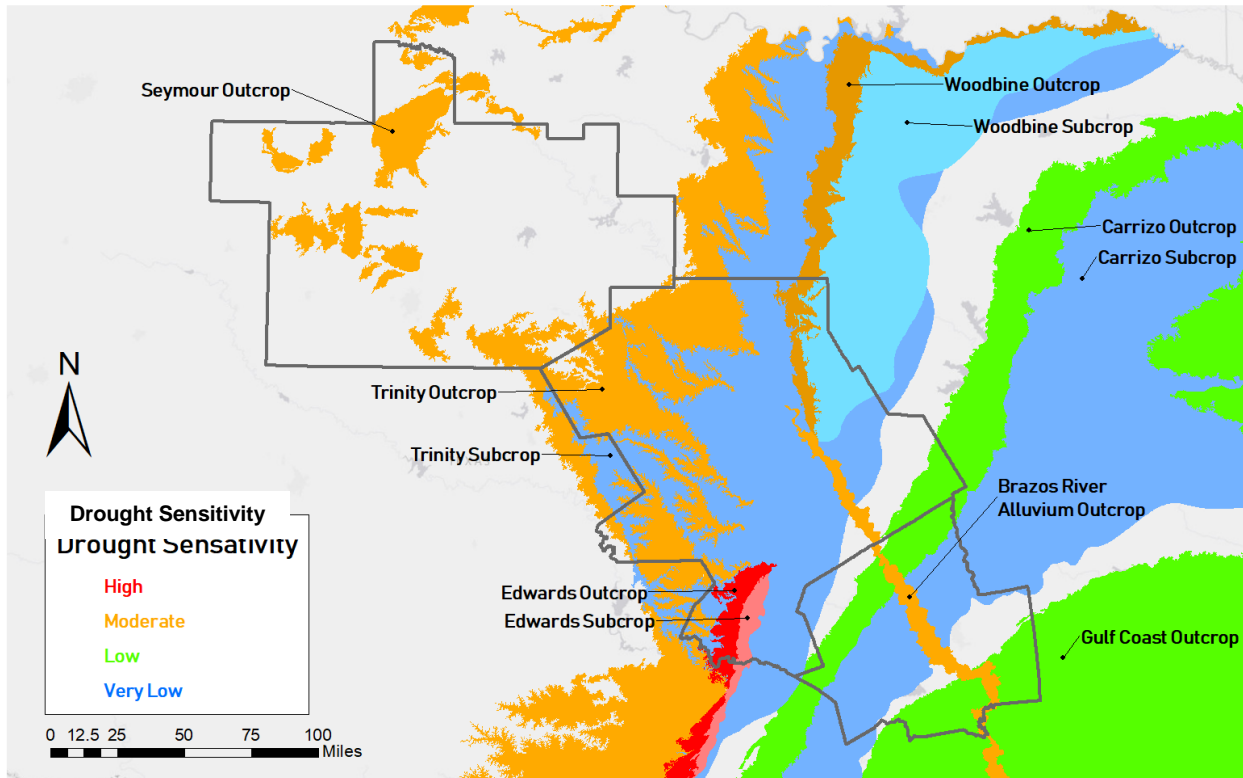 Seymour Outcrop
Woodbine Outcrop
Woodbine Subcrop
Carrizo Outcrop
Carrizo Subcrop
Trinity Outcrop
Trinity Subcrop
Brazos River
Alluvium Outcrop
Edwards Outcrop
Edwards Subcrop
Gulf Coast Outcrop
N
Drought Sensitivity
Drought Sensativity
High
Moderate
Low
Very Low
0 12.5 25 50 75 100
Miles